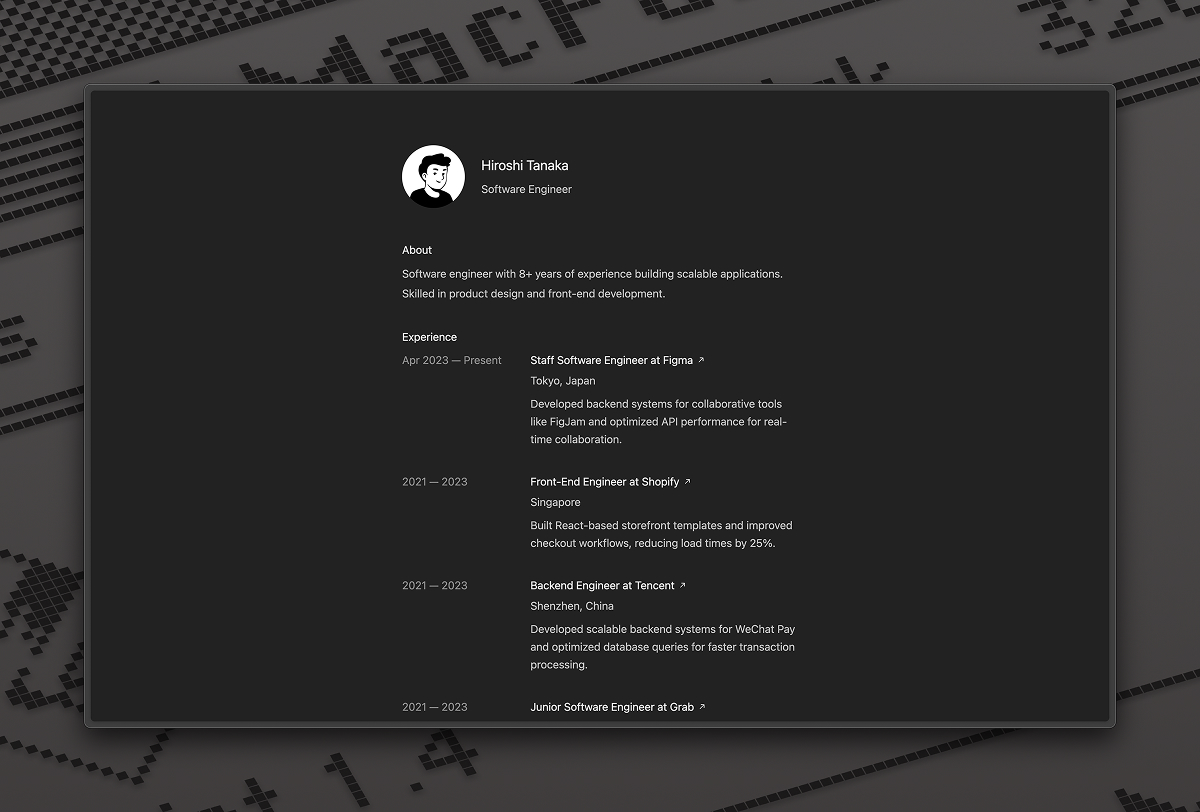 Hiroshi Tanaka
Software Engineer
About
Software engineer with 8+ years of experience building scalable applications.
Skilled in product design and front-end development.
Experience
Apr 2023 — Present
Staff Software Engineer at Figma ↗
Tokyo, Japan
Developed backend systems for collaborative tools
like FigJam and optimized API performance for real-
time collaboration.
2021 — 2023
Front-End Engineer at Shopify ↗
Singapore
Built React-based storefront templates and improved
checkout workflows, reducing load times by 25%.
2021 — 2023
Backend Engineer at Tencent ↗
Shenzhen, China
Developed scalable backend systems for WeChat Pay
and optimized database queries for faster transaction
processing.
2021 — 2023
Junior Software Engineer at Grab ↗